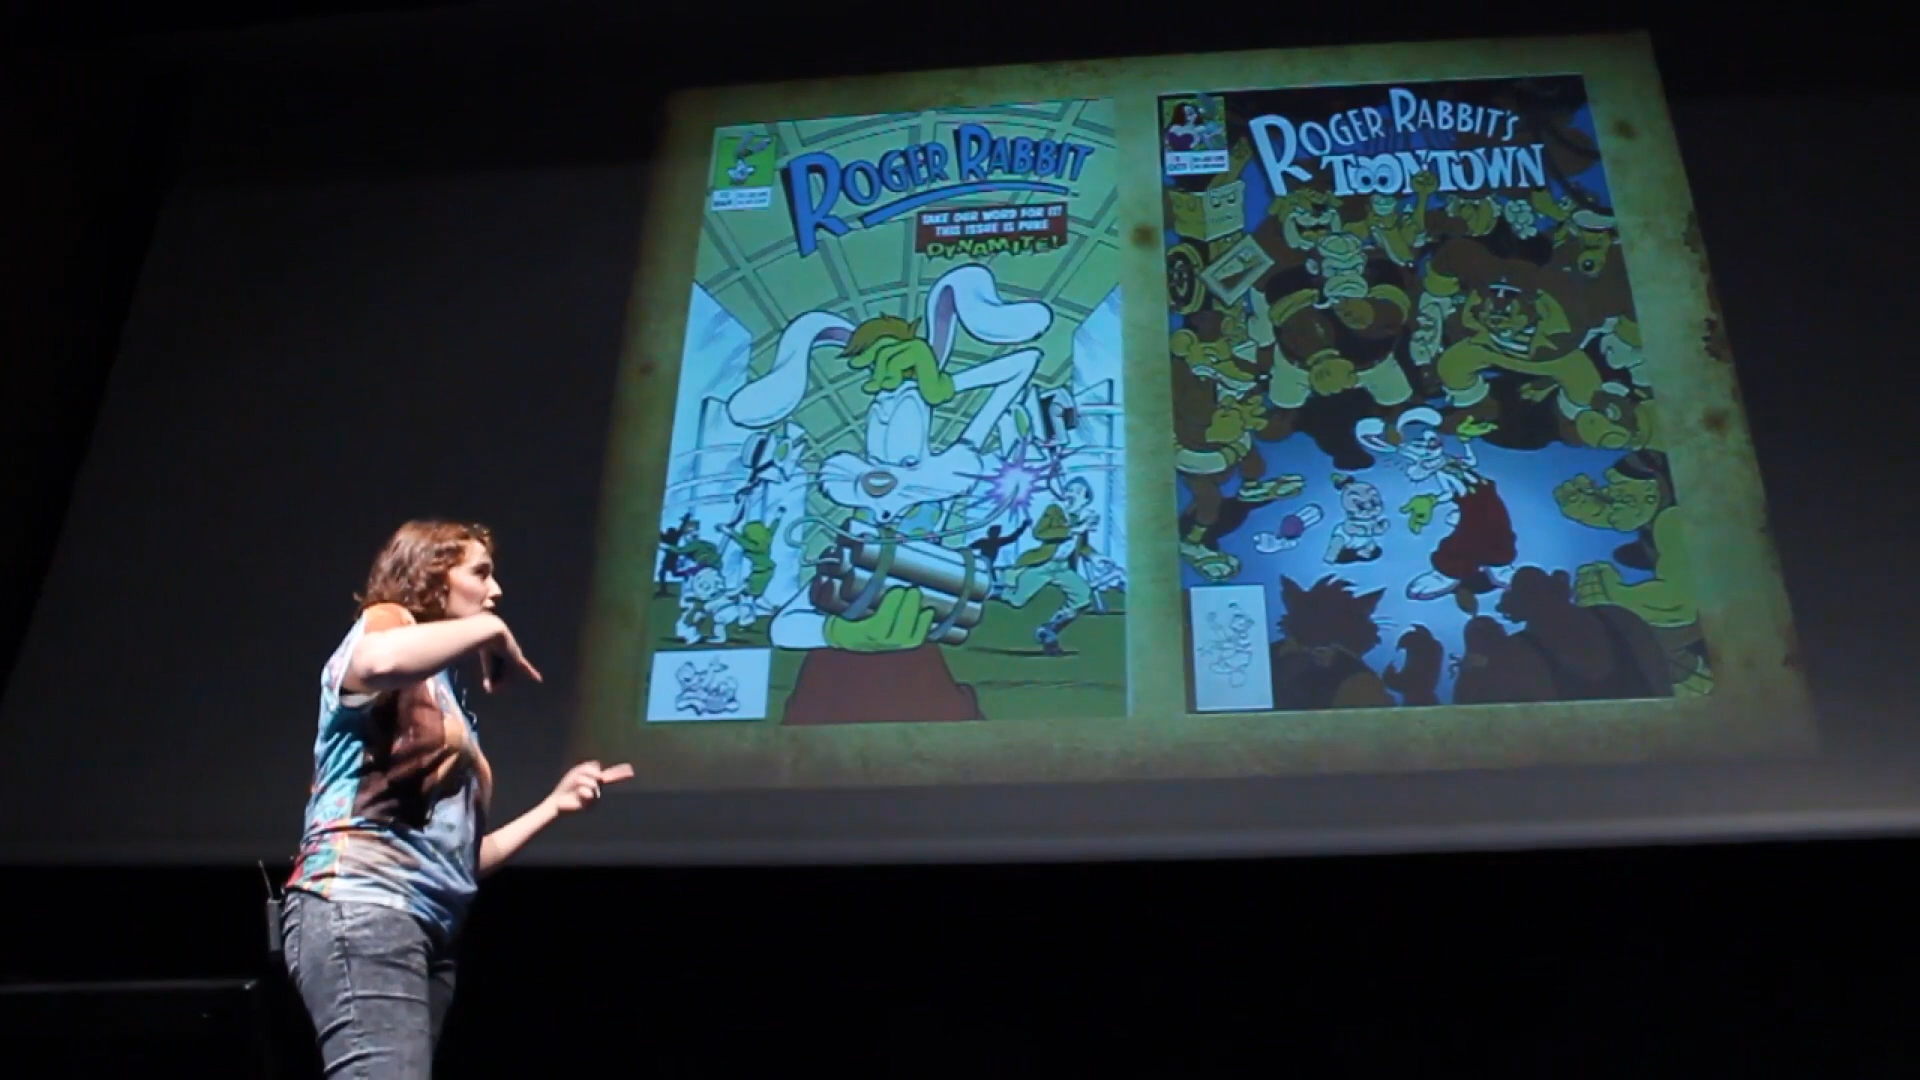 ROGER RABBIT
TAKE OUR WORD FOR IT!
THIS ISSUE IS PURE
DYNAMITE!
ROGER RABBIT'S
TOONTOWN